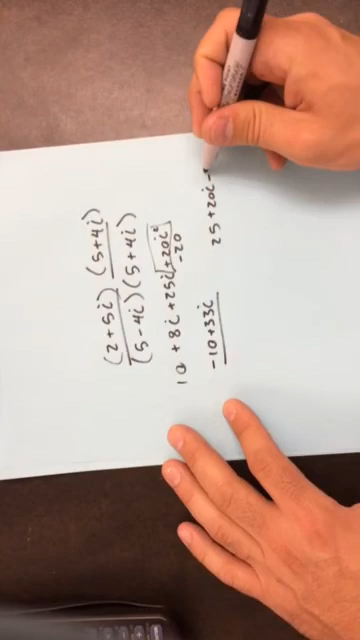 (2+5i) (5+4i)
(5-4i) (5+4i)
10 + 8i + 25i +20i²
-20
-10+33i
25+20i-